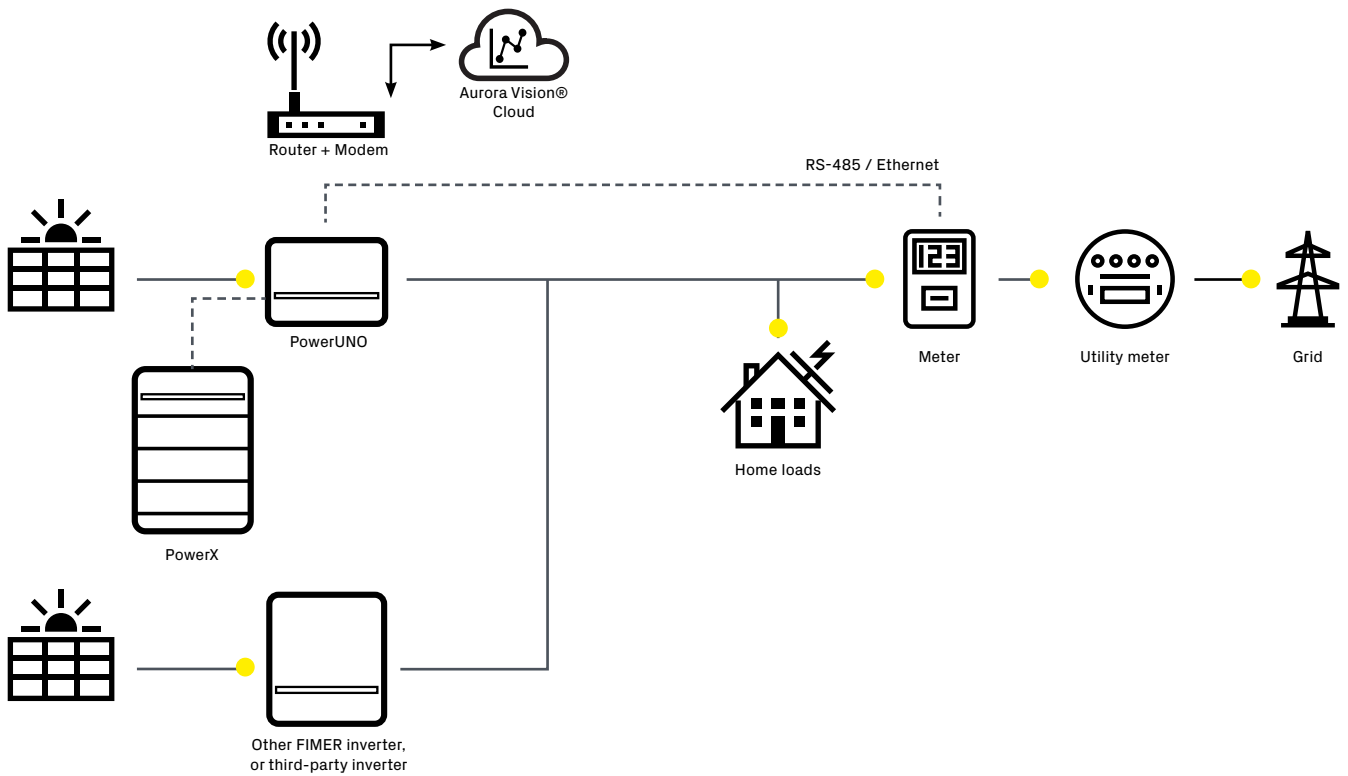 Aurora Vision®
Cloud
Router + Modem
RS-485 / Ethernet
123
PowerUNO
Meter
Utility meter
Grid
Home loads
PowerX
Other FIMER inverter,
or third-party inverter